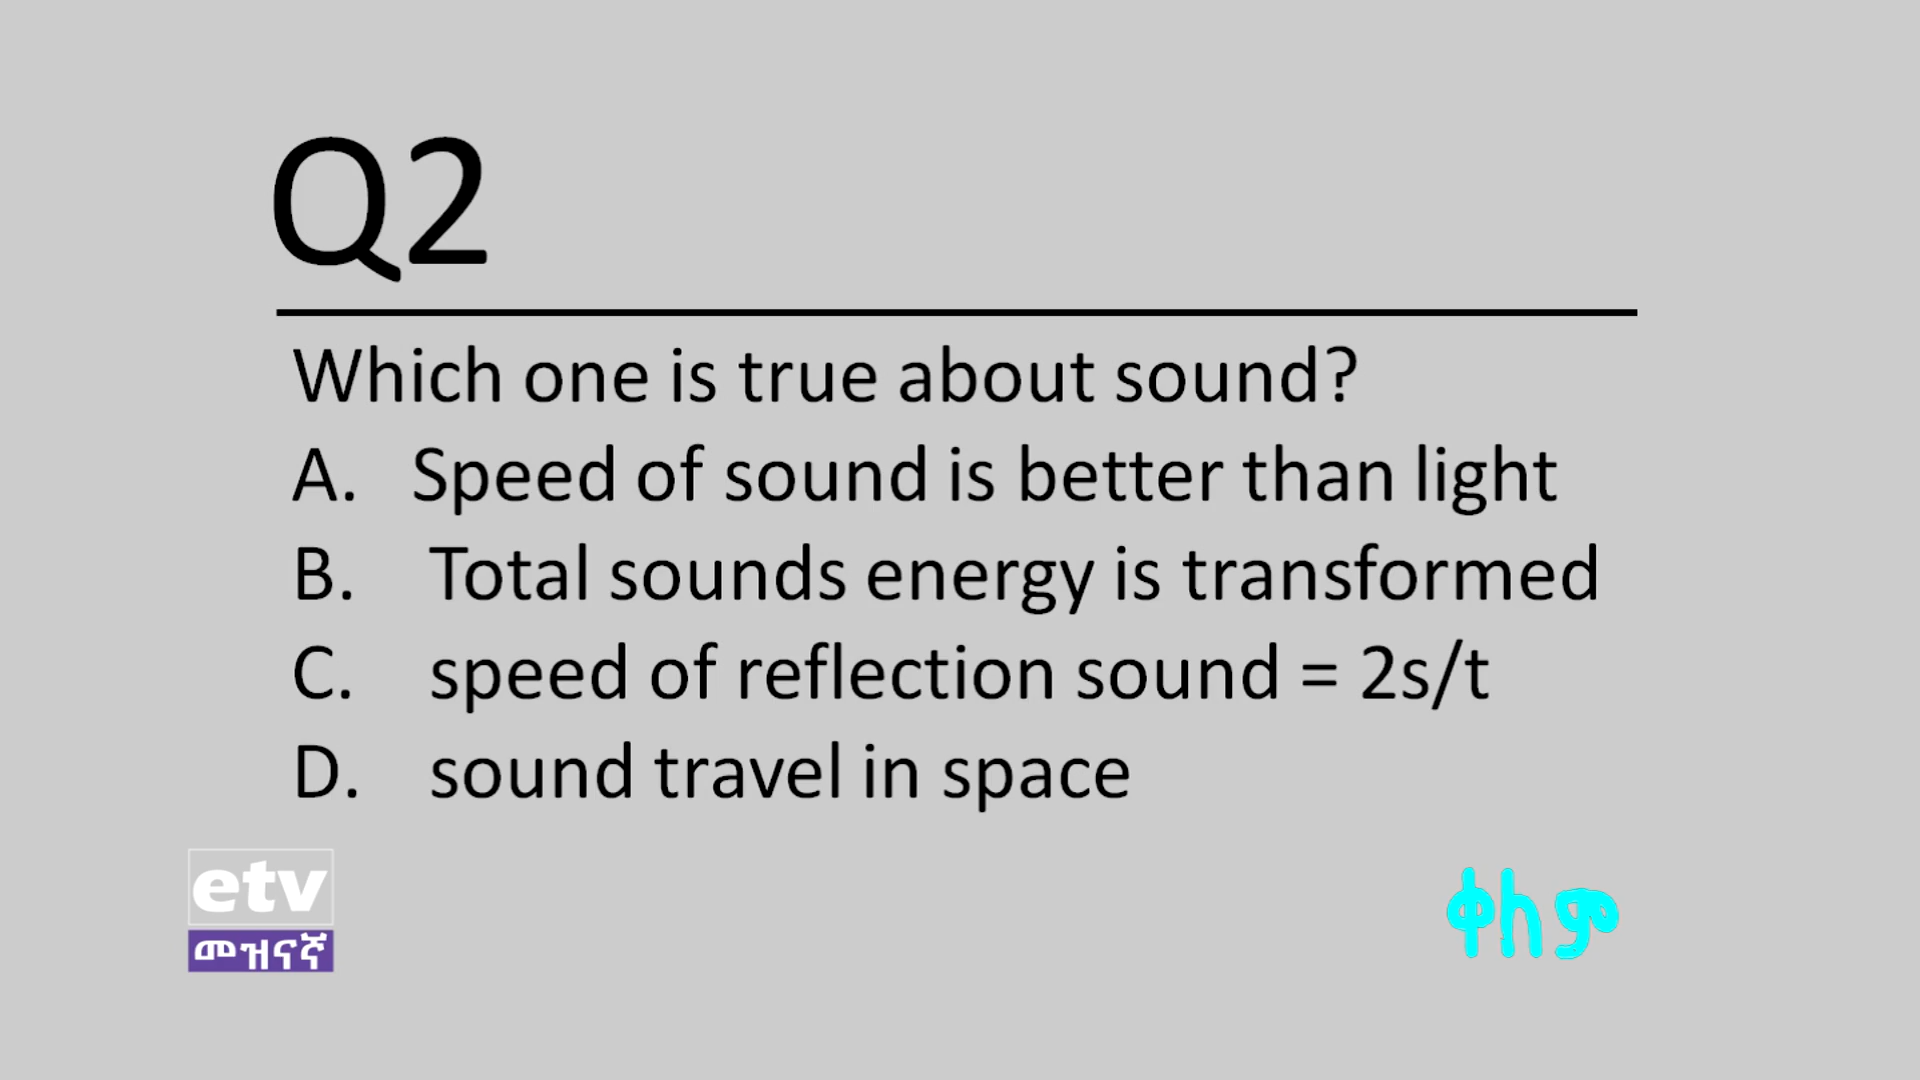 Q2
Which one is true about sound?
A. Speed of sound is better than light
B. Total sounds energy is transformed
C. speed of reflection sound = 2s/t
D. sound travel in space
etv
መዝናኛ
ቀለም